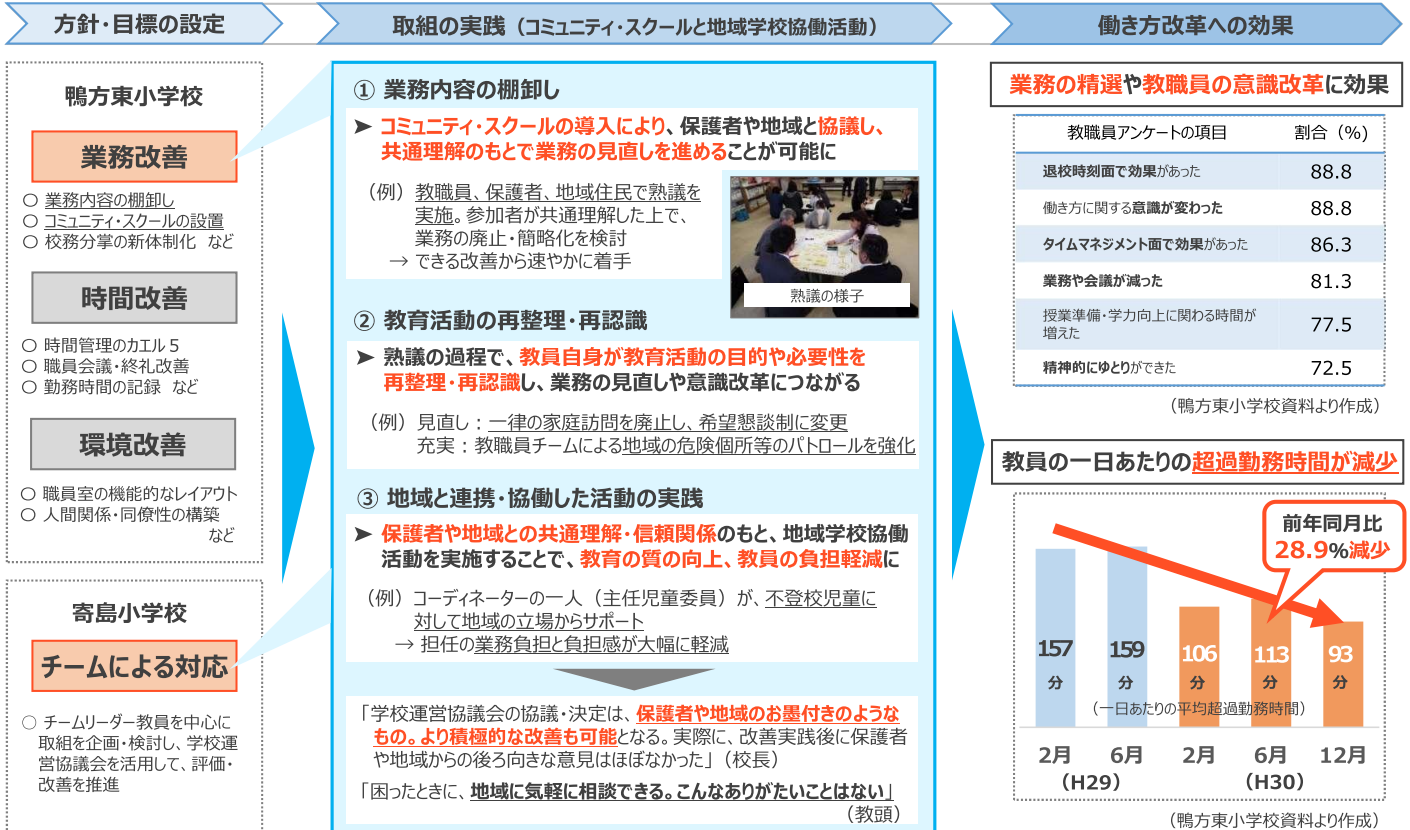 方針・目標の設定
取組の実践（コミュニティ・スクールと地域学校協働活動）
働き方改革への効果
鴨方東小学校
業務改善
○ 業務内容の棚卸し
○ コミュニティ・スクールの設置
○ 校務分掌の新体制化 など
時間改善
○ 時間管理のカエル５
○ 職員会議・終礼改善
○ 勤務時間の記録 など
環境改善
○ 職員室の機能的なレイアウト
○ 人間関係・同僚性の構築
など
寄島小学校
チームによる対応
○ チームリーダー教員を中心に
取組を企画・検討し、学校運
営協議会を活用して、評価・
改善を推進
① 業務内容の棚卸し
➤ コミュニティ・スクールの導入により、保護者や地域と協議し、
共通理解のもとで業務の見直しを進めることが可能に
（例）教職員、保護者、地域住民で熟議を
実施。参加者が共通理解した上で、
業務の廃止・簡略化を検討
→ できる改善から速やかに着手
熟議の様子
② 教育活動の再整理・再認識
➤ 熟議の過程で、教員自身が教育活動の目的や必要性を
再整理・再認識し、業務の見直しや意識改革につながる
（例）見直し：一律の家庭訪問を廃止し、希望懇談制に変更
充実：教職員チームによる地域の危険個所等のパトロールを強化
③ 地域と連携・協働した活動の実践
➤ 保護者や地域との共通理解・信頼関係のもと、地域学校協働
活動を実施することで、教育の質の向上、教員の負担軽減に
（例）コーディネーターの一人（主任児童委員）が、不登校児童に
対して地域の立場からサポート
→ 担任の業務負担と負担感が大幅に軽減
「学校運営協議会の協議・決定は、保護者や地域のお墨付きのような
もの。より積極的な改善も可能となる。実際に、改善実践後に保護者
や地域からの後ろ向きな意見はほぼなかった」（校長）
「困ったときに、地域に気軽に相談できる。こんなありがたいことはない」
（教頭）
業務の精選や教職員の意識改革に効果
教職員アンケートの項目 割合（%）
退校時刻面で効果があった 88.8
働き方に関する意識が変わった 88.8
タイムマネジメント面で効果があった 86.3
業務や会議が減った 81.3
授業準備・学力向上に関わる時間が
増えた 77.5
精神的にゆとりができた 72.5
（鴨方東小学校資料より作成）
教員の一日あたりの超過勤務時間が減少
前年同月比
28.9%減少
157 159 106 113 93
分 分 分 分 分
（一日あたりの平均超過勤務時間）
2月 6月 2月 6月 12月
（H29） （H30）
（鴨方東小学校資料より作成）